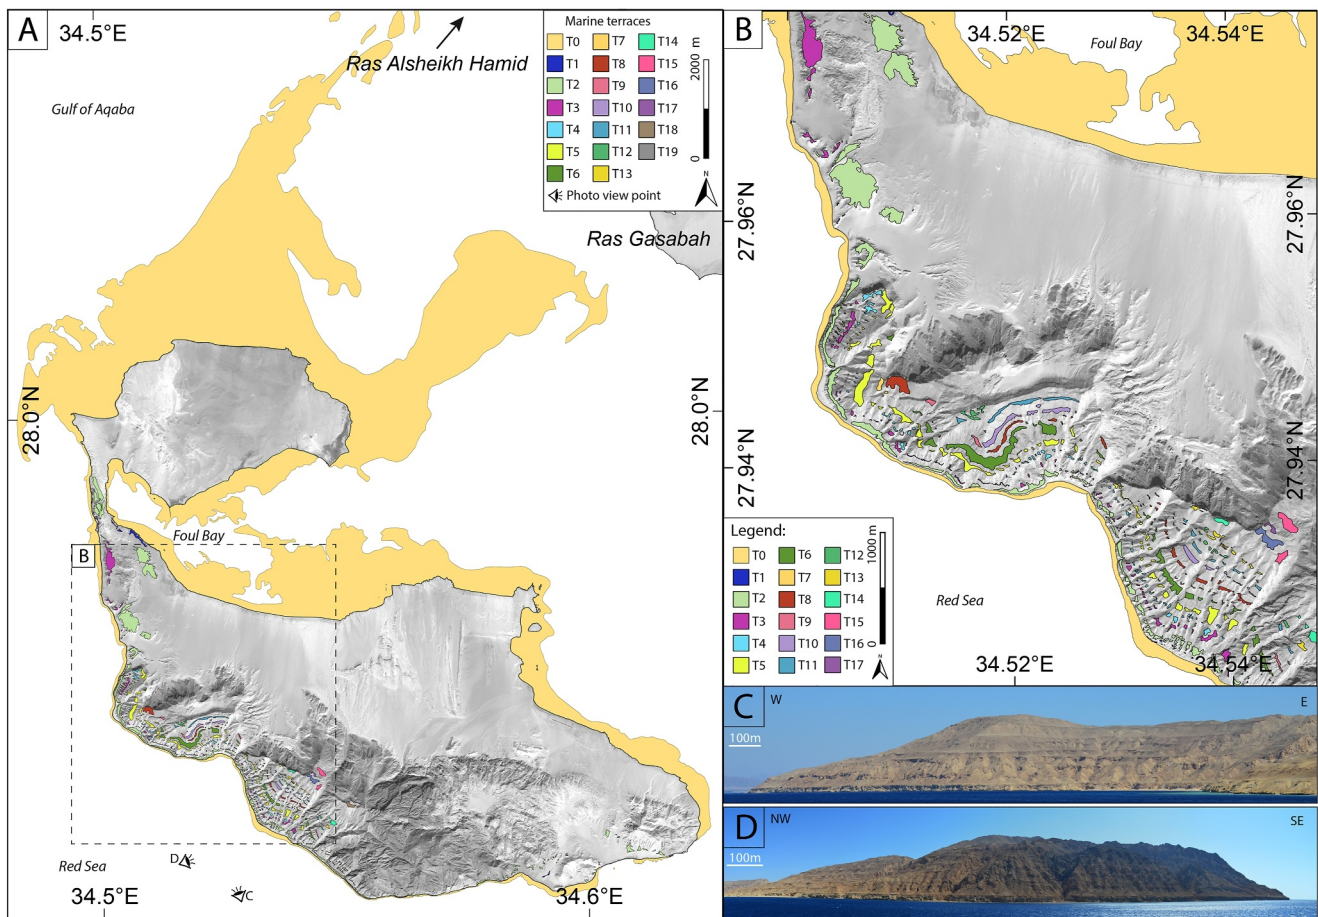 A
34.5°E
Ras Alsheikh Hamid
Gulf of Aqaba
Marine terraces
T0 T7 T14
T1 T8 T15
T2 T9 T16
T3 T10 T17
T4 T11 T18
T5 T12 T19
T6 T13
Photo view point
0 2000 m
N
Ras Gasabah
28.0°N
28.0°N
Foul Bay
B
Red Sea
D
C
34.5°E
34.6°E
B
34.52°E
34.54°E
Foul Bay
27.96°N
27.96°N
27.94°N
27.94°N
Legend:
T0 T6 T12
T1 T7 T13
T2 T8 T14
T3 T9 T15
T4 T10 T16
T5 T11 T17
0 1000 m
N
Red Sea
34.52°E
34.54°E
C
W
E
100m
D
NW
SE
100m